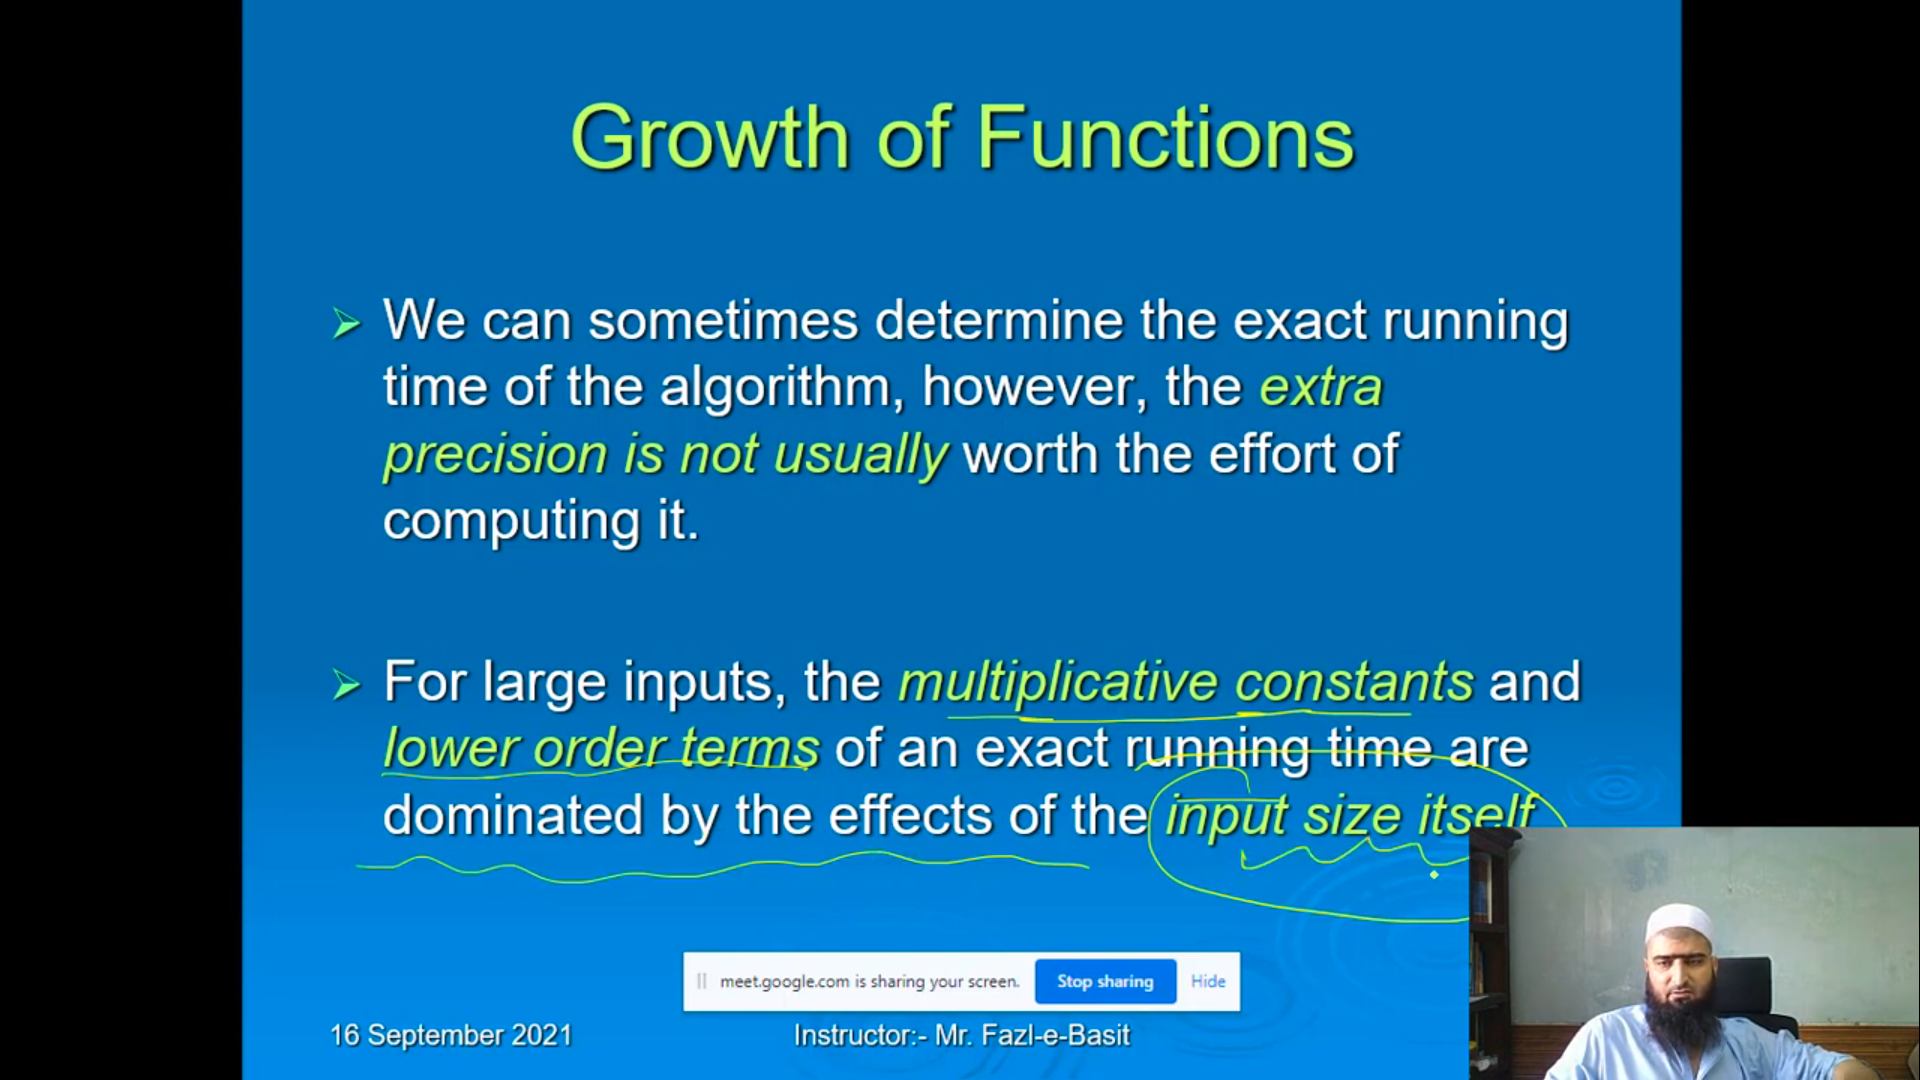 Growth of Functions
We can sometimes determine the exact running
time of the algorithm, however, the extra
precision is not usually worth the effort of
computing it.
For large inputs, the multiplicative constants and
lower order terms of an exact running time are
dominated by the effects of the input size itself
meet.google.com is sharing your screen. Stop sharing Hide
16 September 2021 Instructor:- Mr. Fazl-e-Basit